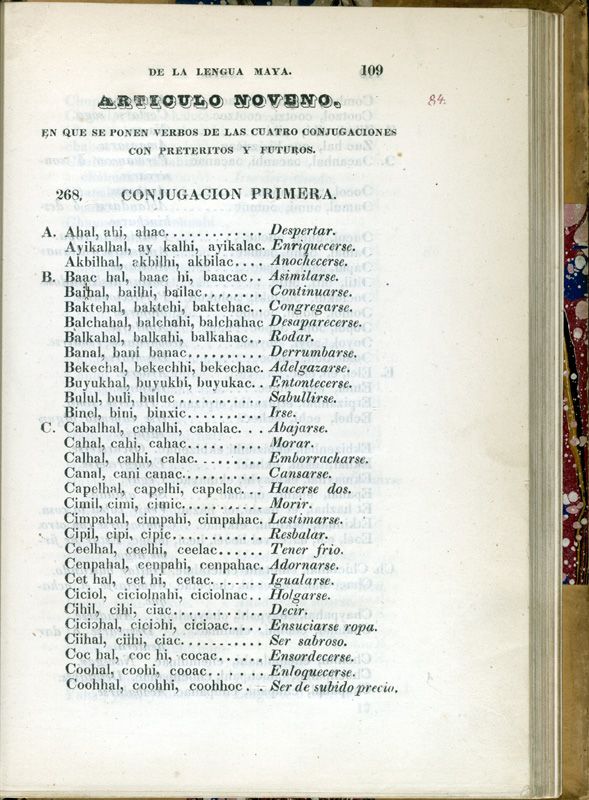 DE LA LENGUA MAYA. 109
ARTICULO NOVENO.
84.
EN QUE SE PONEN VERBOS DE LAS CUATRO CONJUGACIONES
CON PRETERITOS Y FUTUROS.
268. CONJUGACION PRIMERA.
A. Ahal, ahi, ahac.............. Despertar.
Ayikalhal, ay kalhi, ayikalac. Enriquecerse.
Akbilhal, akbilhi, akbilac.... Anochecerse.
B. Baac hal, baac hi, baacac.. Asimilarse.
Bailhal, bailhi, bailac........ Continuarse.
Baktehal, baktehi, baktehac.. Congregarse.
Balchahal, balchahi, balchahac Desaparecerse.
Balkahal, balkahi, balkahac.. Rodar.
Banal, bani banac.......... Derrumbarse.
Bekechal, bekechhi, bekechac. Adelgazarse.
Buyukhal, buyukhi, buyukac.. Entontecerse.
Bulul, buli, buluc .......... Sabullirse.
Binel, bini, binxic.......... Irse.
C. Cabalhal, cabalhi, cabalac... Abajarse.
Cahal, cahi, cahac.......... Morar.
Calhal, calhi, calac......... Emborracharse.
Canal, cani canac.......... Cansarse.
Capelhal, capelhi, capelac... Hacerse dos.
Cimil, cimi, cimic.......... Morir.
Cimpahal, cimpahi, cimpahac. Lastimarse.
Cipil, cipi, cipic........... Resbalar.
Ceelhal, ceelhi, ceelac...... Tener frio.
Cenpahal, cenpahi, cenpahac. Adornarse.
Cet hal, cet hi, cetac....... Igualarse.
Ciciol, ciciolnahi, ciciolnac.. Holgarse.
Cihil, cihi, ciac............ Decir.
Ciciɔhal, ciciɔhi, ciciɔac..... Ensuciarse ropa.
Ciihal, ciihi, ciac........... Ser sabroso.
Coc hal, coc hi, cocac...... Ensordecerse.
Coohal, coohi, cooac....... Enloquecerse.
Coohhal, coohhi, coohhoc.. Ser de subido precio.